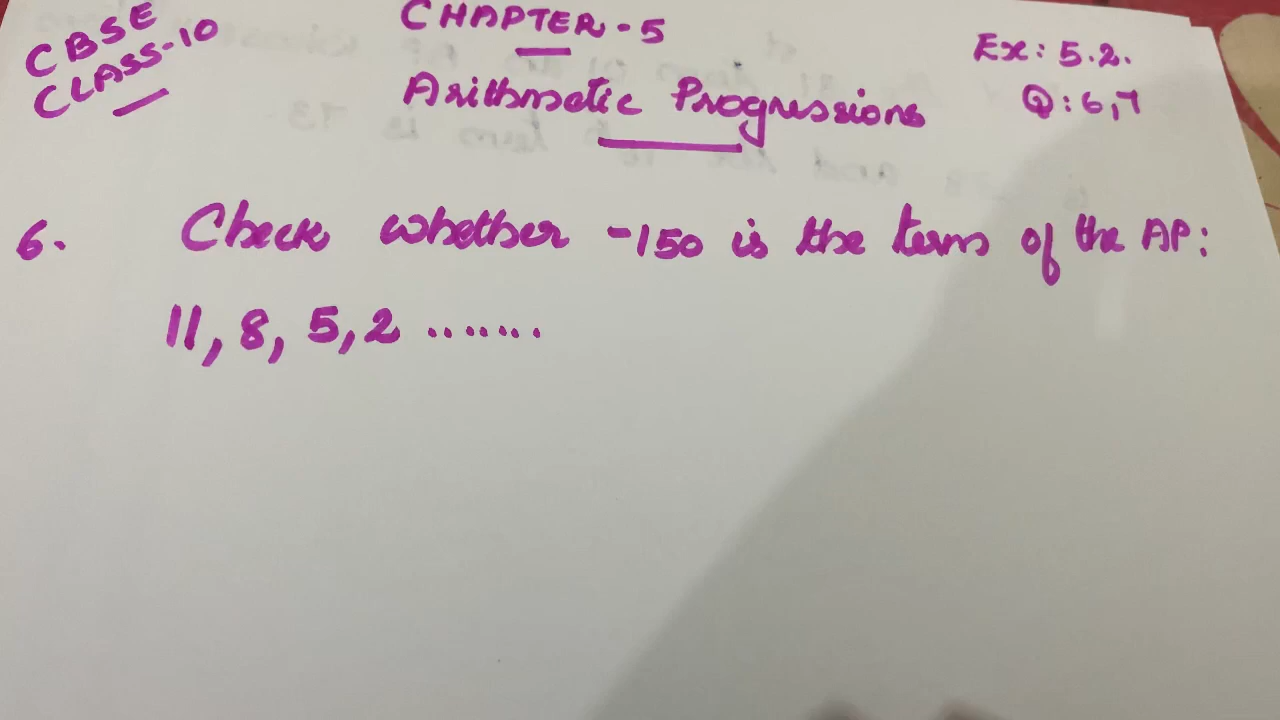 CBSE
CLASS-10
CHAPTER-5
Arithmetic Progressions
Ex: 5.2.
Q: 6,7
6. Check whether -150 is the term of the AP:
11, 8, 5, 2 .......